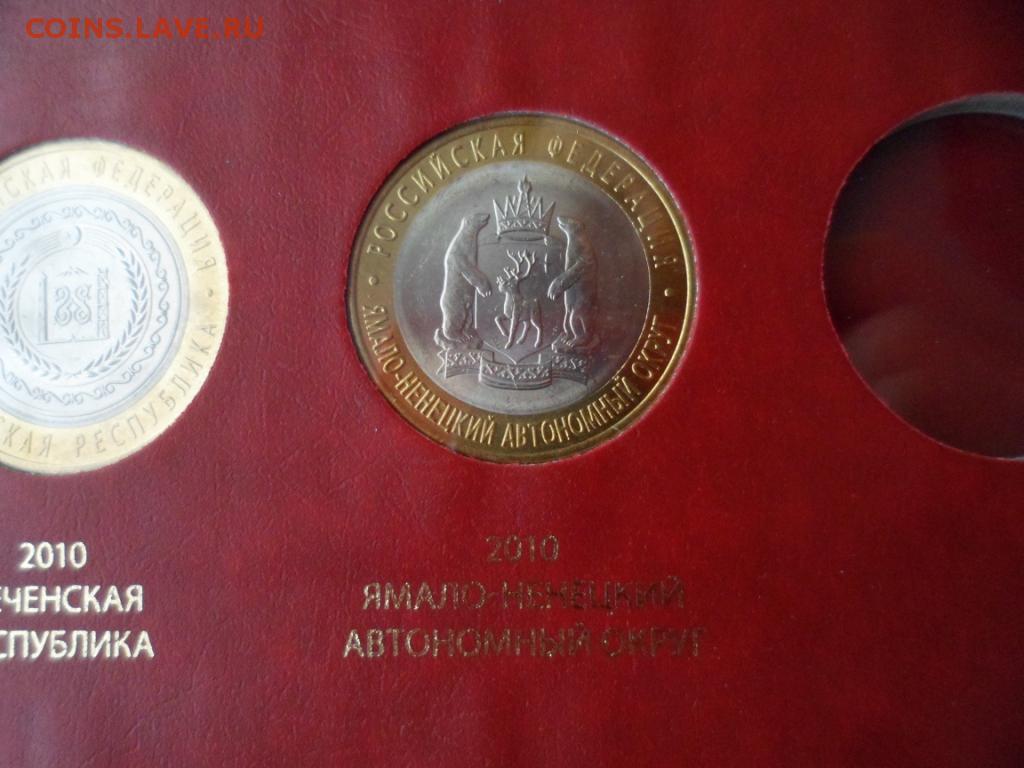 COINS.LAVE.RU
СКАЯ ФЕДЕРАЦИЯ •
СКАЯ РЕСПУБЛИКА
• РОССИЙСКАЯ ФЕДЕРАЦИЯ •
ЯМАЛО-НЕНЕЦКИЙ АВТОНОМНЫЙ ОКРУГ
2010
ЕЧЕНСКАЯ
СПУБЛИКА
2010
ЯМАЛО-НЕНЕЦКИЙ
АВТОНОМНЫЙ ОКРУГ